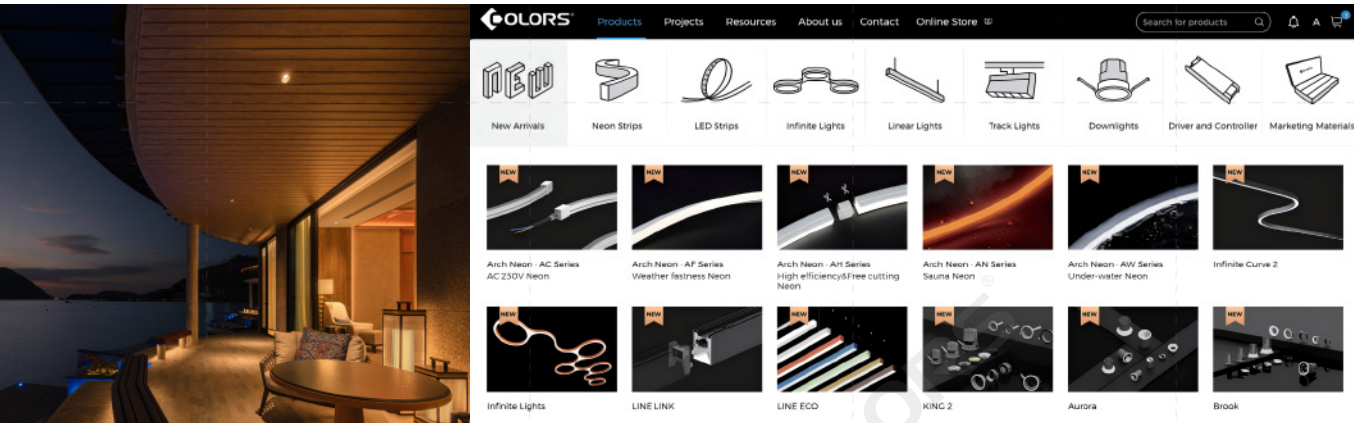 COLORS
Products Projects Resources About us Contact Online Store
Search for products
A
New Arrivals Neon Strips LED Strips Infinite Lights Linear Lights Track Lights Downlights Driver and Controller Marketing Materials
NEW NEW NEW NEW NEW NEW
Arch Neon - AC Series
AC 230V Neon
Arch Neon - AF Series
Weather fastness Neon
Arch Neon - AH Series
High efficiency&Free cutting
Neon
Arch Neon - AN Series
Sauna Neon
Arch Neon - AW Series
Under-water Neon
Infinite Curve 2
NEW NEW NEW NEW NEW NEW
Infinite Lights
LINE LINK
LINE ECO
KING 2
Aurora
Brook